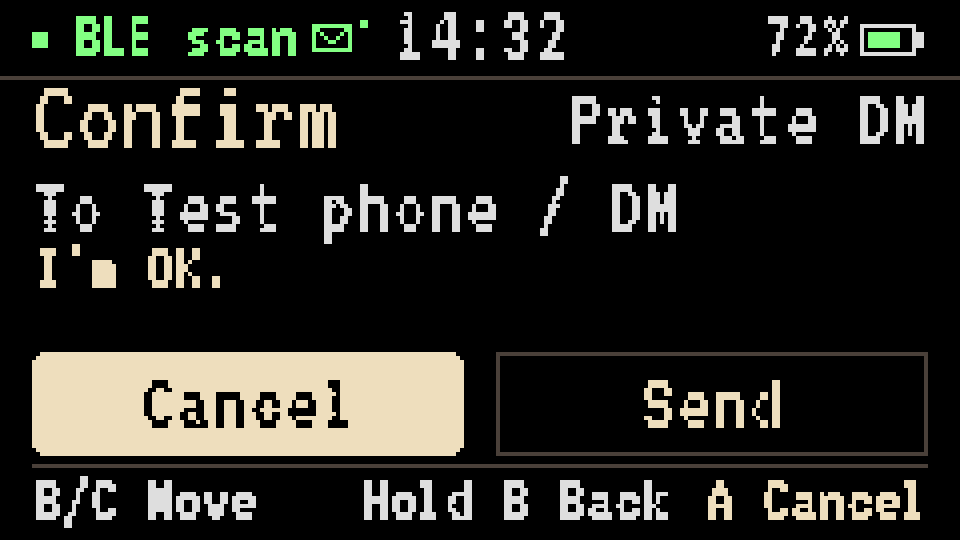 BLE scan 14:32 72%
Confirm Private DM
To Test phone / DM
I'm OK.
Cancel Send
B/C Move Hold B Back A Cancel